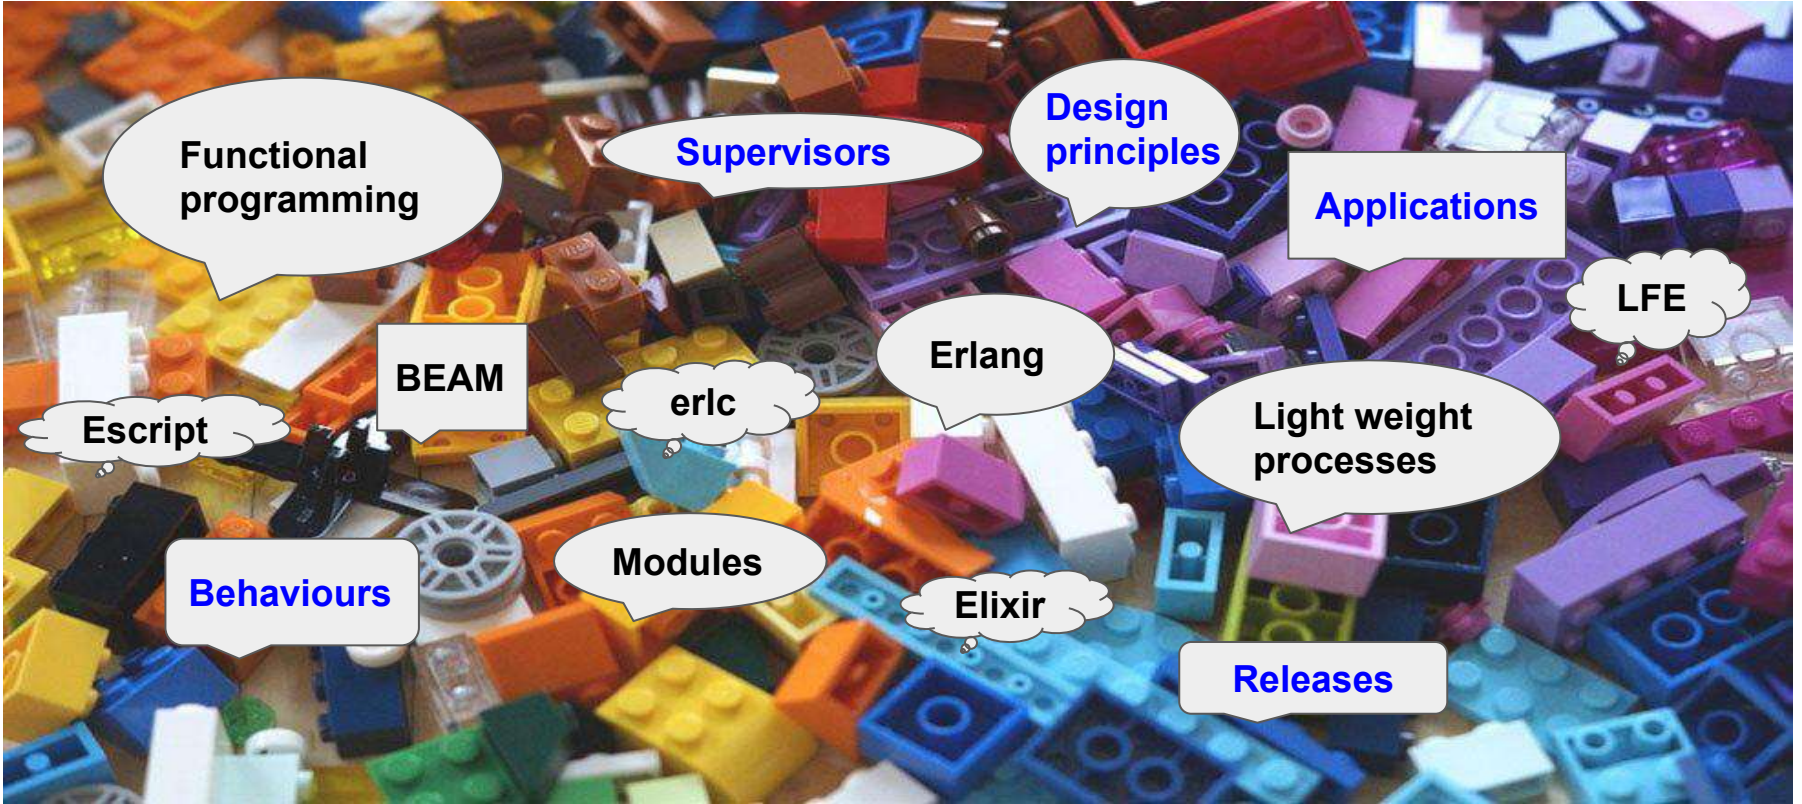 Functional
programming
Supervisors
Design
principles
Applications
LFE
BEAM
Erlang
Escript
erlc
Light weight
processes
Behaviours
Modules
Elixir
Releases